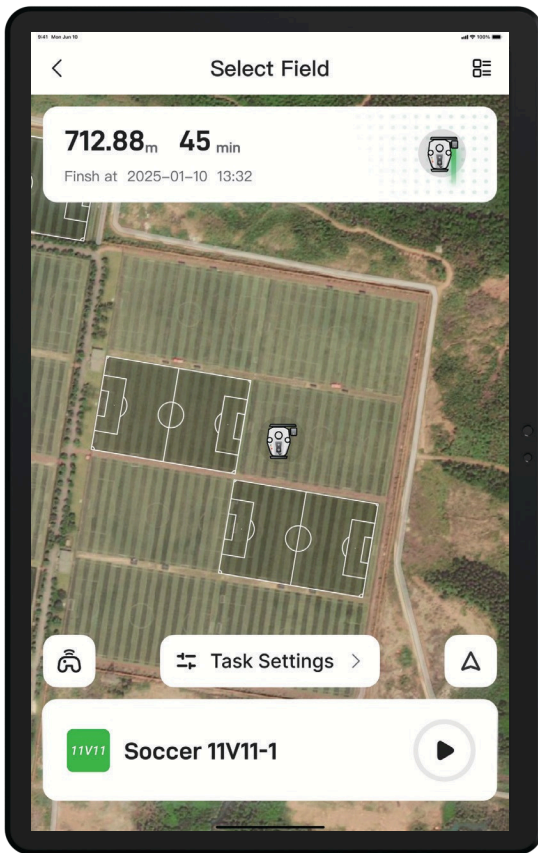 9:41 Mon Jun 10
100%
Select Field
712.88m 45 min
Finsh at 2025-01-10 13:32
Task Settings
11V11 Soccer 11V11-1